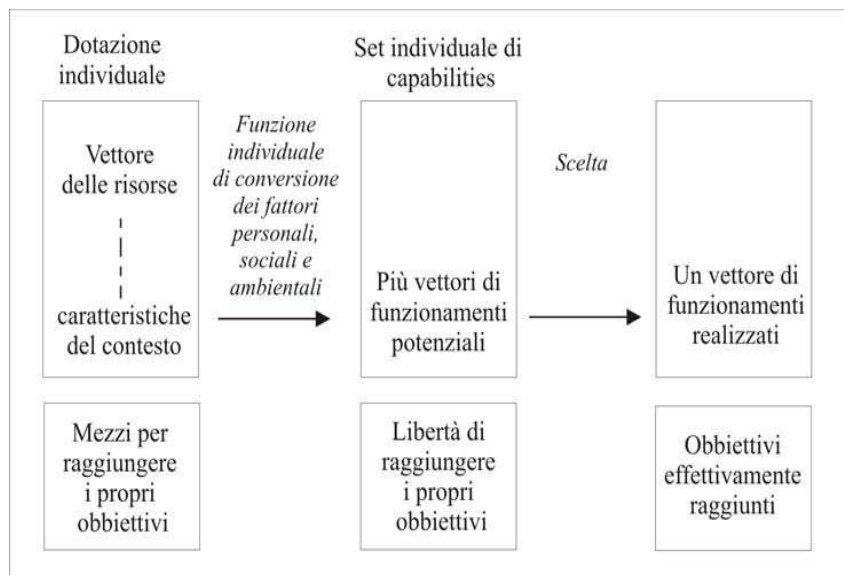 Dotazione
individuale
Vettore
delle risorse
caratteristiche
del contesto
Funzione
individuale
di conversione
dei fattori
personali,
sociali e
ambientali
Set individuale di
capabilities
Più vettori di
funzionamenti
potenziali
Scelta
Un vettore di
funzionamenti
realizzati
Mezzi per
raggiungere
i propri
obbiettivi
Libertà di
raggiungere
i propri
obbiettivi
Obbiettivi
effettivamente
raggiunti